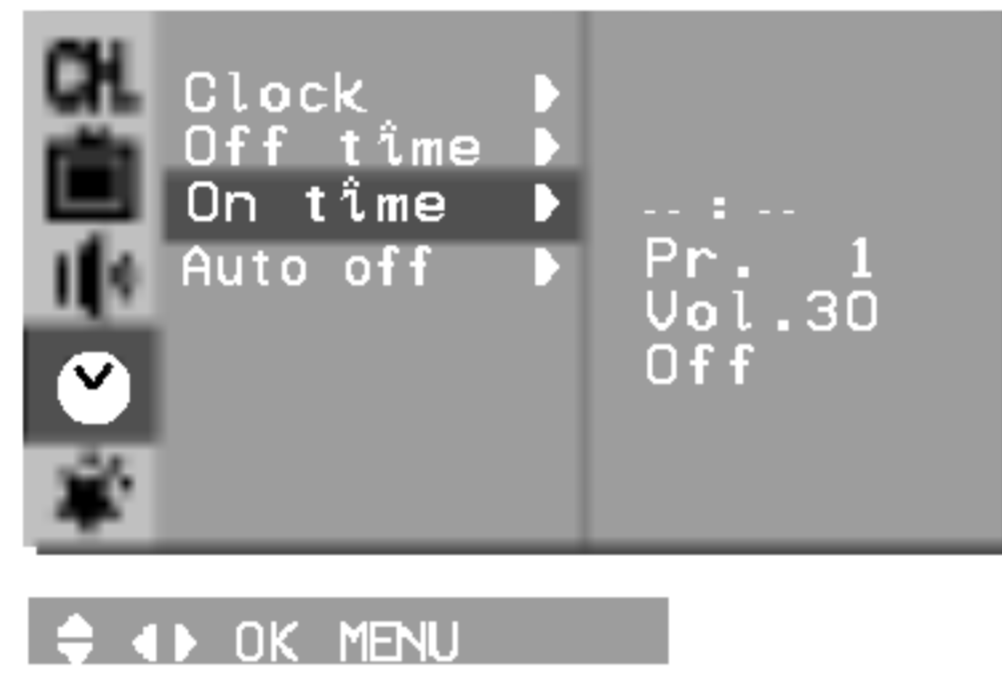 CH.
Clock
Off time
On time
Auto off
-- : --
Pr. 1
Vol.30
Off
OK MENU